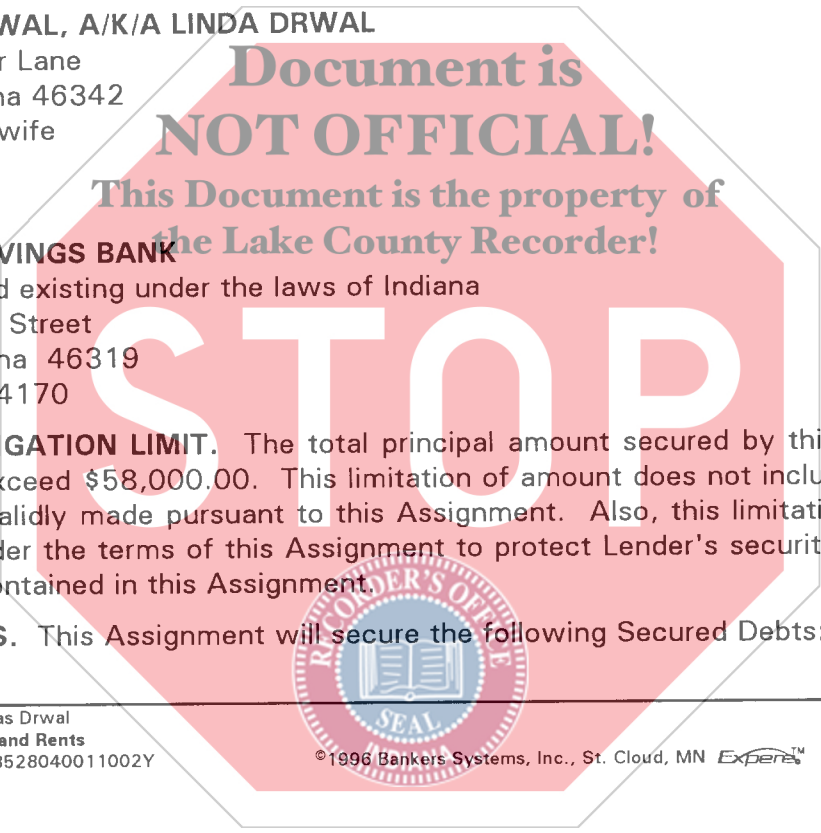 WAL, A/K/A LINDA DRWAL
r Lane
Document is
na 46342
wife
NOT OFFICIAL!
This Document is the property of
the Lake County Recorder!
VINGS BANK
d existing under the laws of Indiana
Street
na 46319
4170
STOP
GATION LIMIT. The total principal amount secured by thi
xceed $58,000.00. This limitation of amount does not inclu
alidly made pursuant to this Assignment. Also, this limitati
der the terms of this Assignment to protect Lender's securit
ontained in this Assignment.
RECORDER'S OFFICE
S. This Assignment will secure the following Secured Debts:
SEAL
INDIANA
as Drwal
and Rents
3528040011002Y
©1996 Bankers Systems, Inc., St. Cloud, MN Expere™